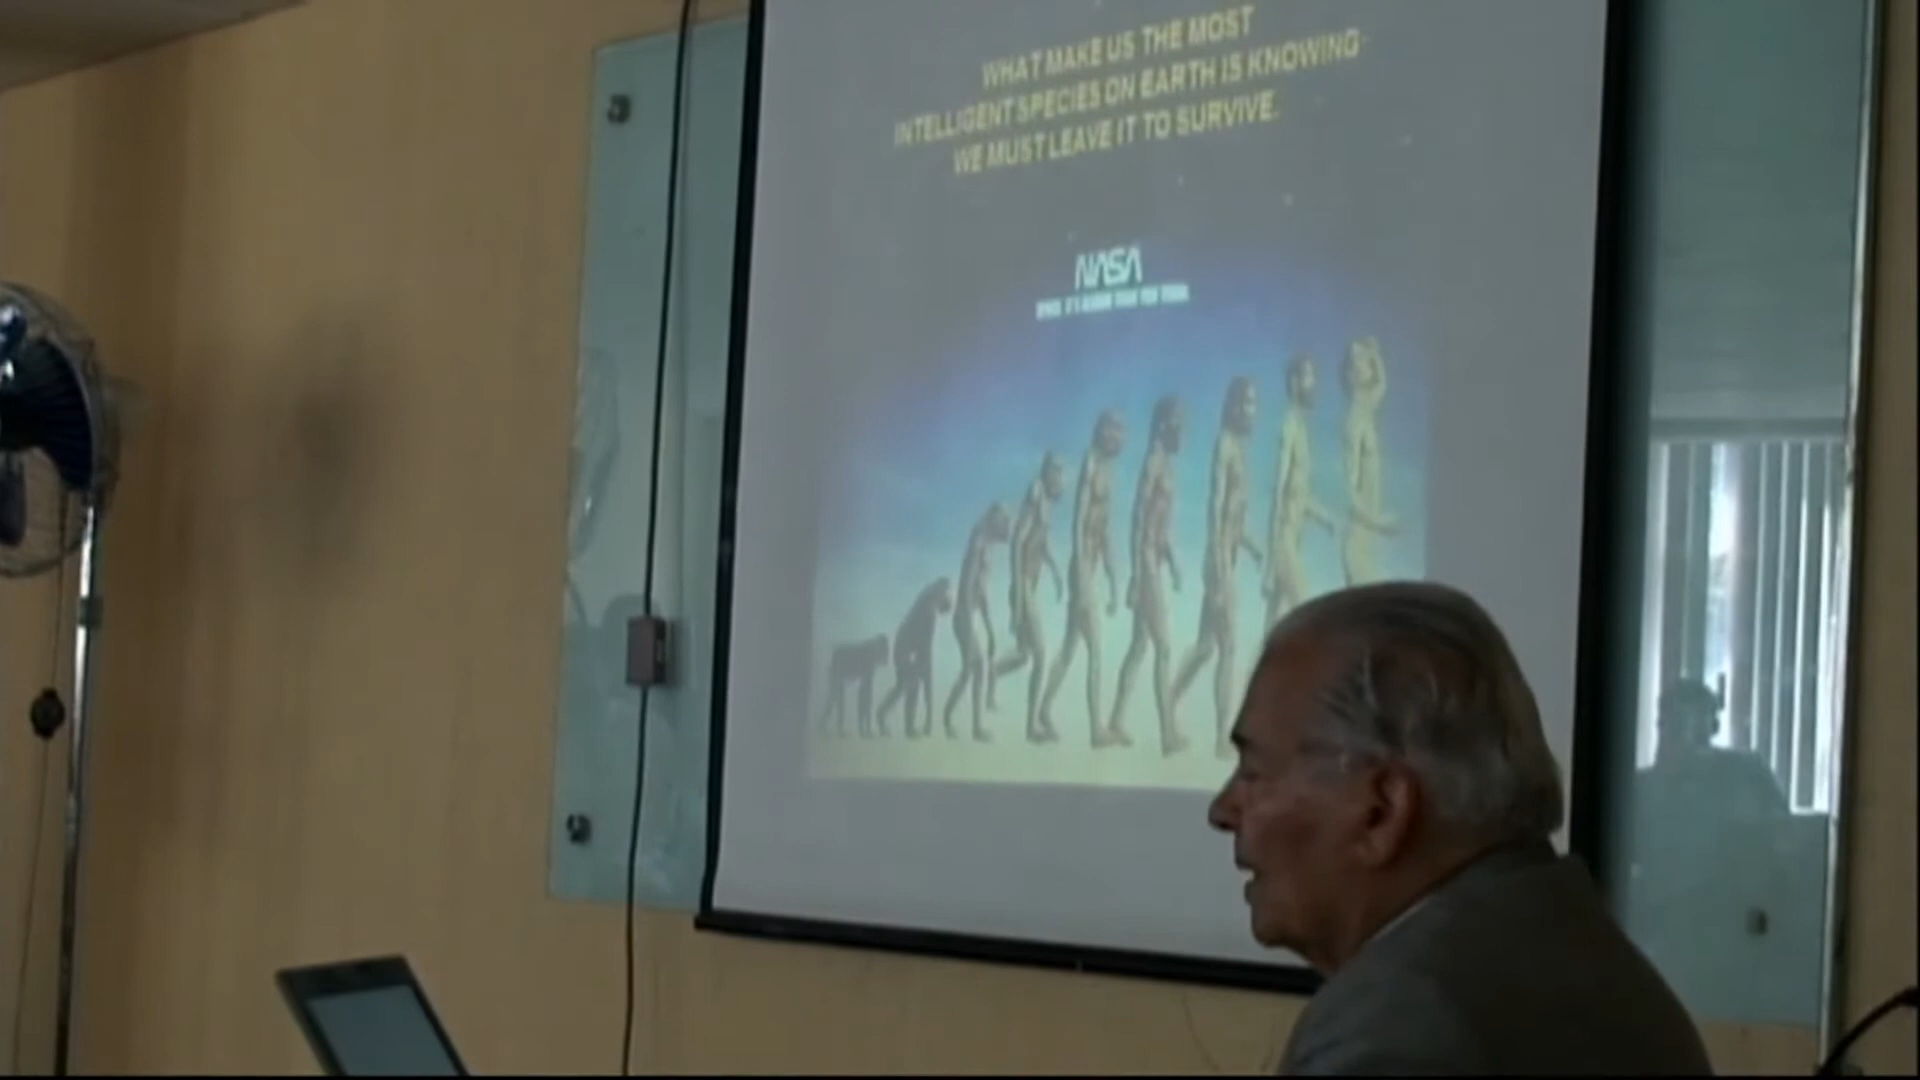 WHAT MAKE US THE MOST
INTELLIGENT SPECIES ON EARTH IS KNOWING
WE MUST LEAVE IT TO SURVIVE.
NASA